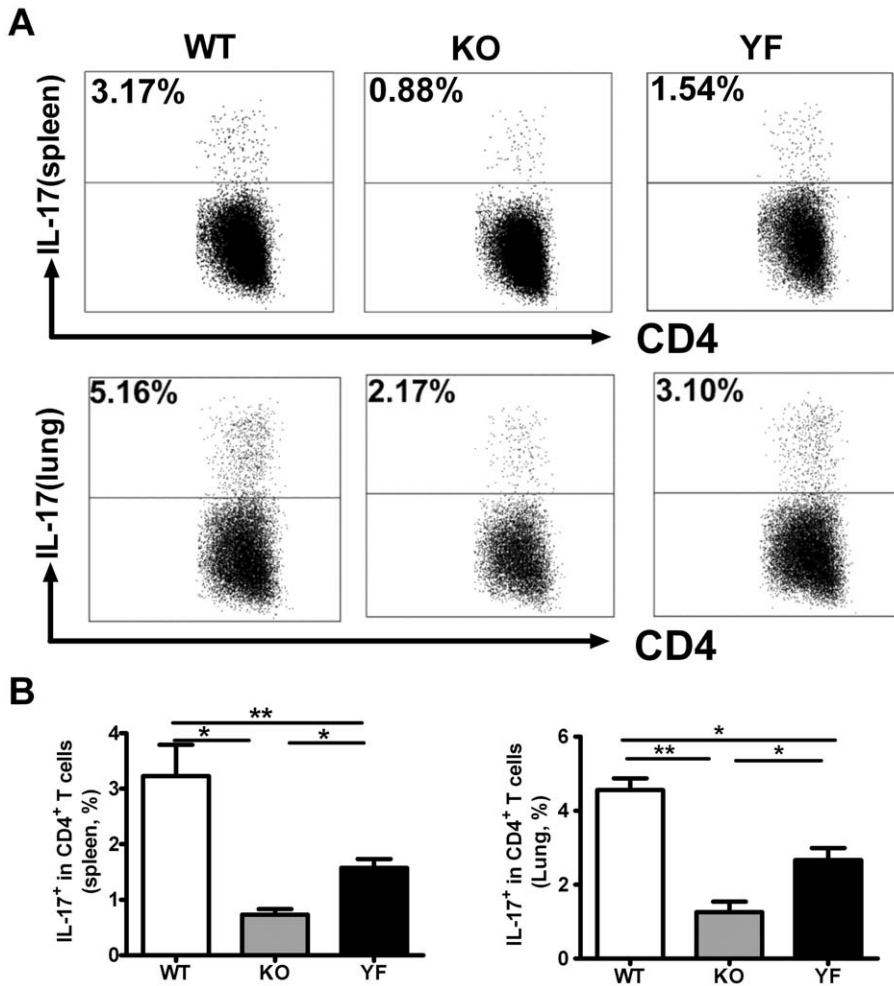 A
WT KO YF
3.17% 0.88% 1.54%
IL-17(spleen)
CD4
5.16% 2.17% 3.10%
IL-17(lung)
CD4
B
IL-17⁺ in CD4⁺ T cells
(spleen, %)
4
3
2
1
0
**
* *
WT KO YF
IL-17⁺ in CD4⁺ T cells
(Lung, %)
6
4
2
0
*
** *
WT KO YF